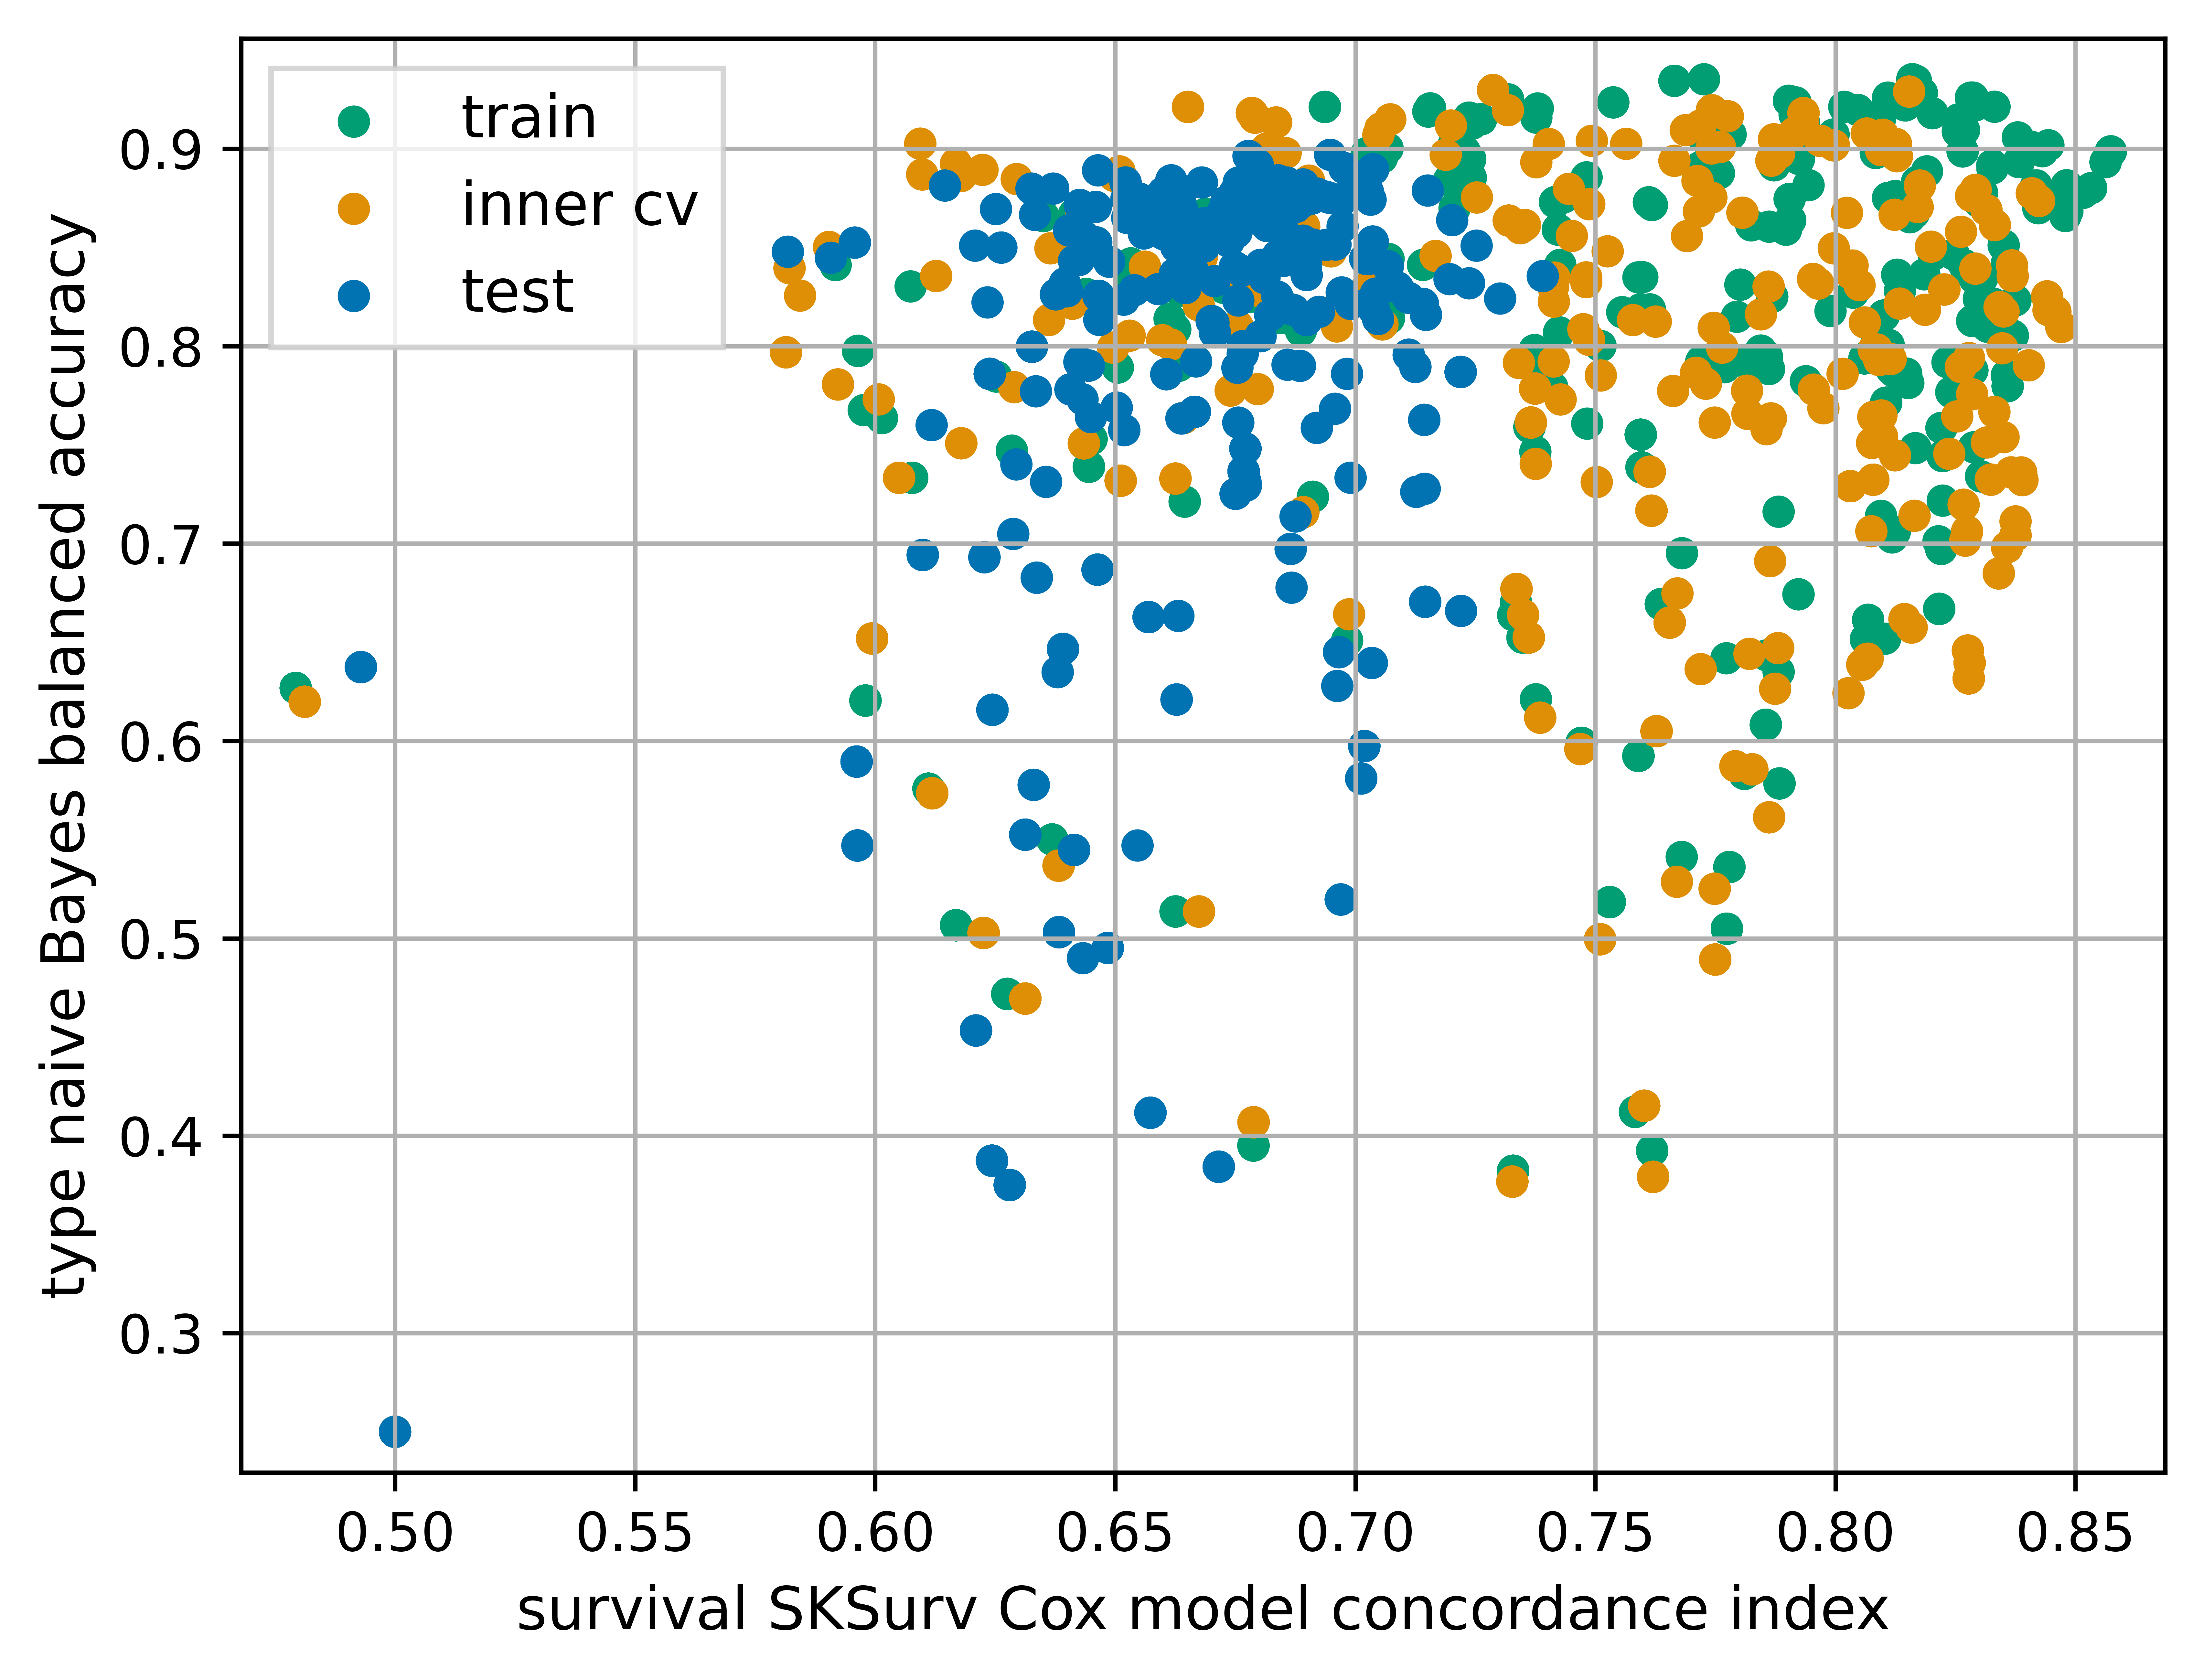 train
inner cv
test
0.9
0.8
0.7
0.6
0.5
0.4
0.3
type naive Bayes balanced accuracy
0.50 0.55 0.60 0.65 0.70 0.75 0.80 0.85
survival SKSurv Cox model concordance index